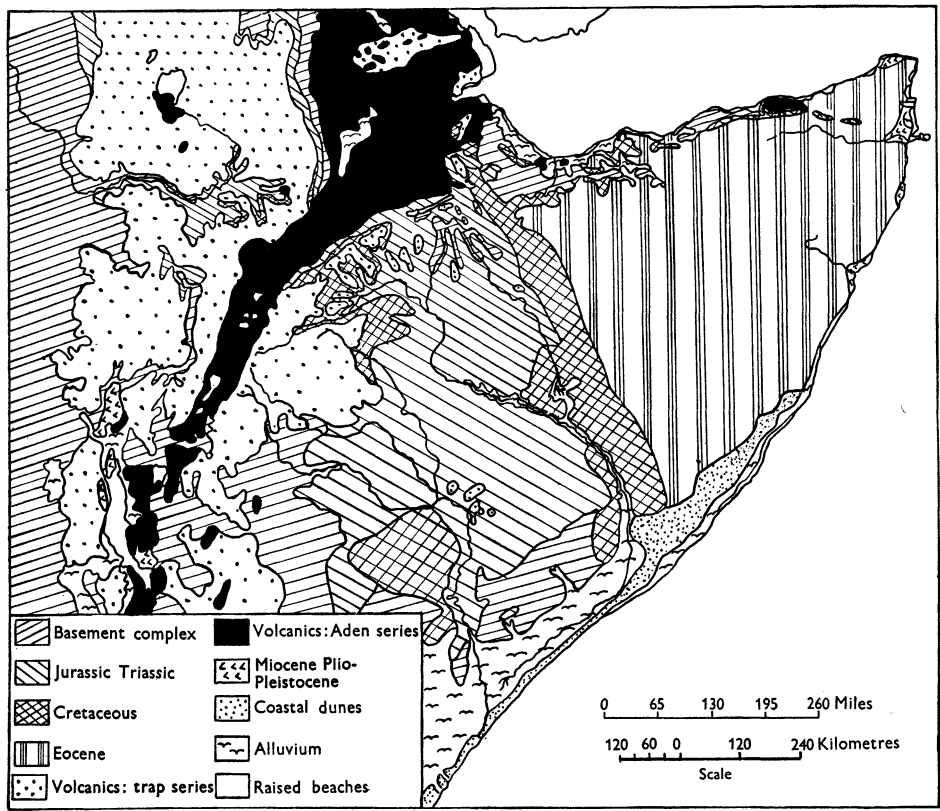 Basement complex
Jurassic Triassic
Cretaceous
Eocene
Volcanics: trap series
Volcanics: Aden series
Miocene Plio-
Pleistocene
Coastal dunes
Alluvium
Raised beaches
0 65 130 195 260 Miles
120 60 0 120 240 Kilometres
Scale